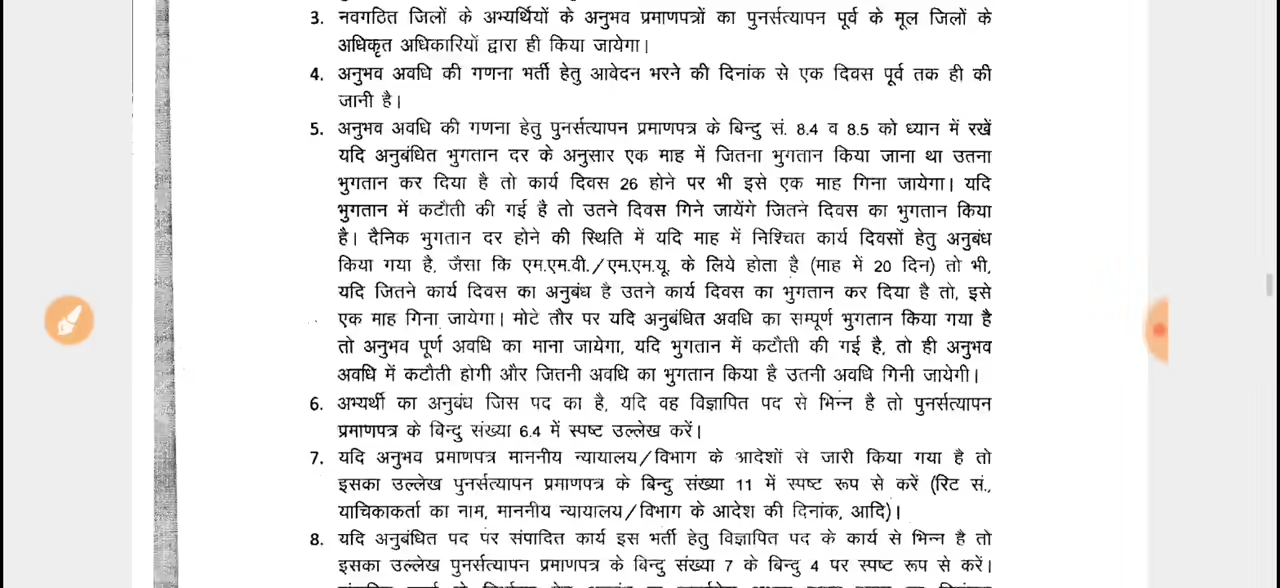 3. नवगठित जिलों के अभ्यर्थियों के अनुभव प्रमाणपत्रों का पुनर्सत्यापन पूर्व के मूल जिलों के
अधिकृत अधिकारियों द्वारा ही किया जायेगा।
4. अनुभव अवधि की गणना भर्ती हेतु आवेदन भरने की दिनांक से एक दिवस पूर्व तक ही की
जानी है।
5. अनुभव अवधि की गणना हेतु पुनर्सत्यापन प्रमाणपत्र के बिन्दु सं. 8.4 व 8.5 को ध्यान में रखें
यदि अनुबंधित भुगतान दर के अनुसार एक माह में जितना भुगतान किया जाना था उतना
भुगतान कर दिया है तो कार्य दिवस 26 होने पर भी इसे एक माह गिना जायेगा। यदि
भुगतान में कटौती की गई है तो उतने दिवस गिने जायेंगे जितने दिवस का भुगतान किया
है। दैनिक भुगतान दर होने की स्थिति में यदि माह में निश्चित कार्य दिवसों हेतु अनुबंध
किया गया है, जैसा कि एम.एम.वी./एम.एम.यू. के लिये होता है (माह में 20 दिन) तो भी,
यदि जितने कार्य दिवस का अनुबंध है उतने कार्य दिवस का भुगतान कर दिया है तो, इसे
एक माह गिना जायेगा। मोटे तौर पर यदि अनुबंधित अवधि का सम्पूर्ण भुगतान किया गया है
तो अनुभव पूर्ण अवधि का माना जायेगा, यदि भुगतान में कटौती की गई है, तो ही अनुभव
अवधि में कटौती होगी और जितनी अवधि का भुगतान किया है उतनी अवधि गिनी जायेगी।
6. अभ्यर्थी का अनुबंध जिस पद का है, यदि वह विज्ञापित पद से भिन्न है तो पुनर्सत्यापन
प्रमाणपत्र के बिन्दु संख्या 6.4 में स्पष्ट उल्लेख करें।
7. यदि अनुभव प्रमाणपत्र माननीय न्यायालय/विभाग के आदेशों से जारी किया गया है तो
इसका उल्लेख पुनर्सत्यापन प्रमाणपत्र के बिन्दु संख्या 11 में स्पष्ट रूप से करें (रिट सं.,
याचिकाकर्ता का नाम, माननीय न्यायालय/विभाग के आदेश की दिनांक, आदि)।
8. यदि अनुबंधित पद पर संपादित कार्य इस भर्ती हेतु विज्ञापित पद के कार्य से भिन्न है तो
इसका उल्लेख पुनर्सत्यापन प्रमाणपत्र के बिन्दु संख्या 7 के बिन्दु 4 पर स्पष्ट रूप से करें।